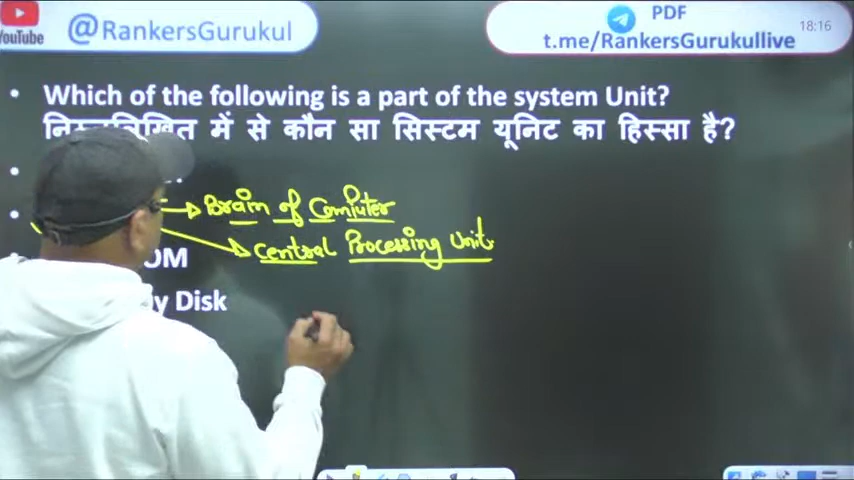 YouTube
@RankersGurukul
PDF
t.me/RankersGurukullive
18:16
Which of the following is a part of the system Unit?
में से कौन सा सिस्टम यूनिट का हिस्सा है?
Brain of Computer
Central Processing Unit
Disk